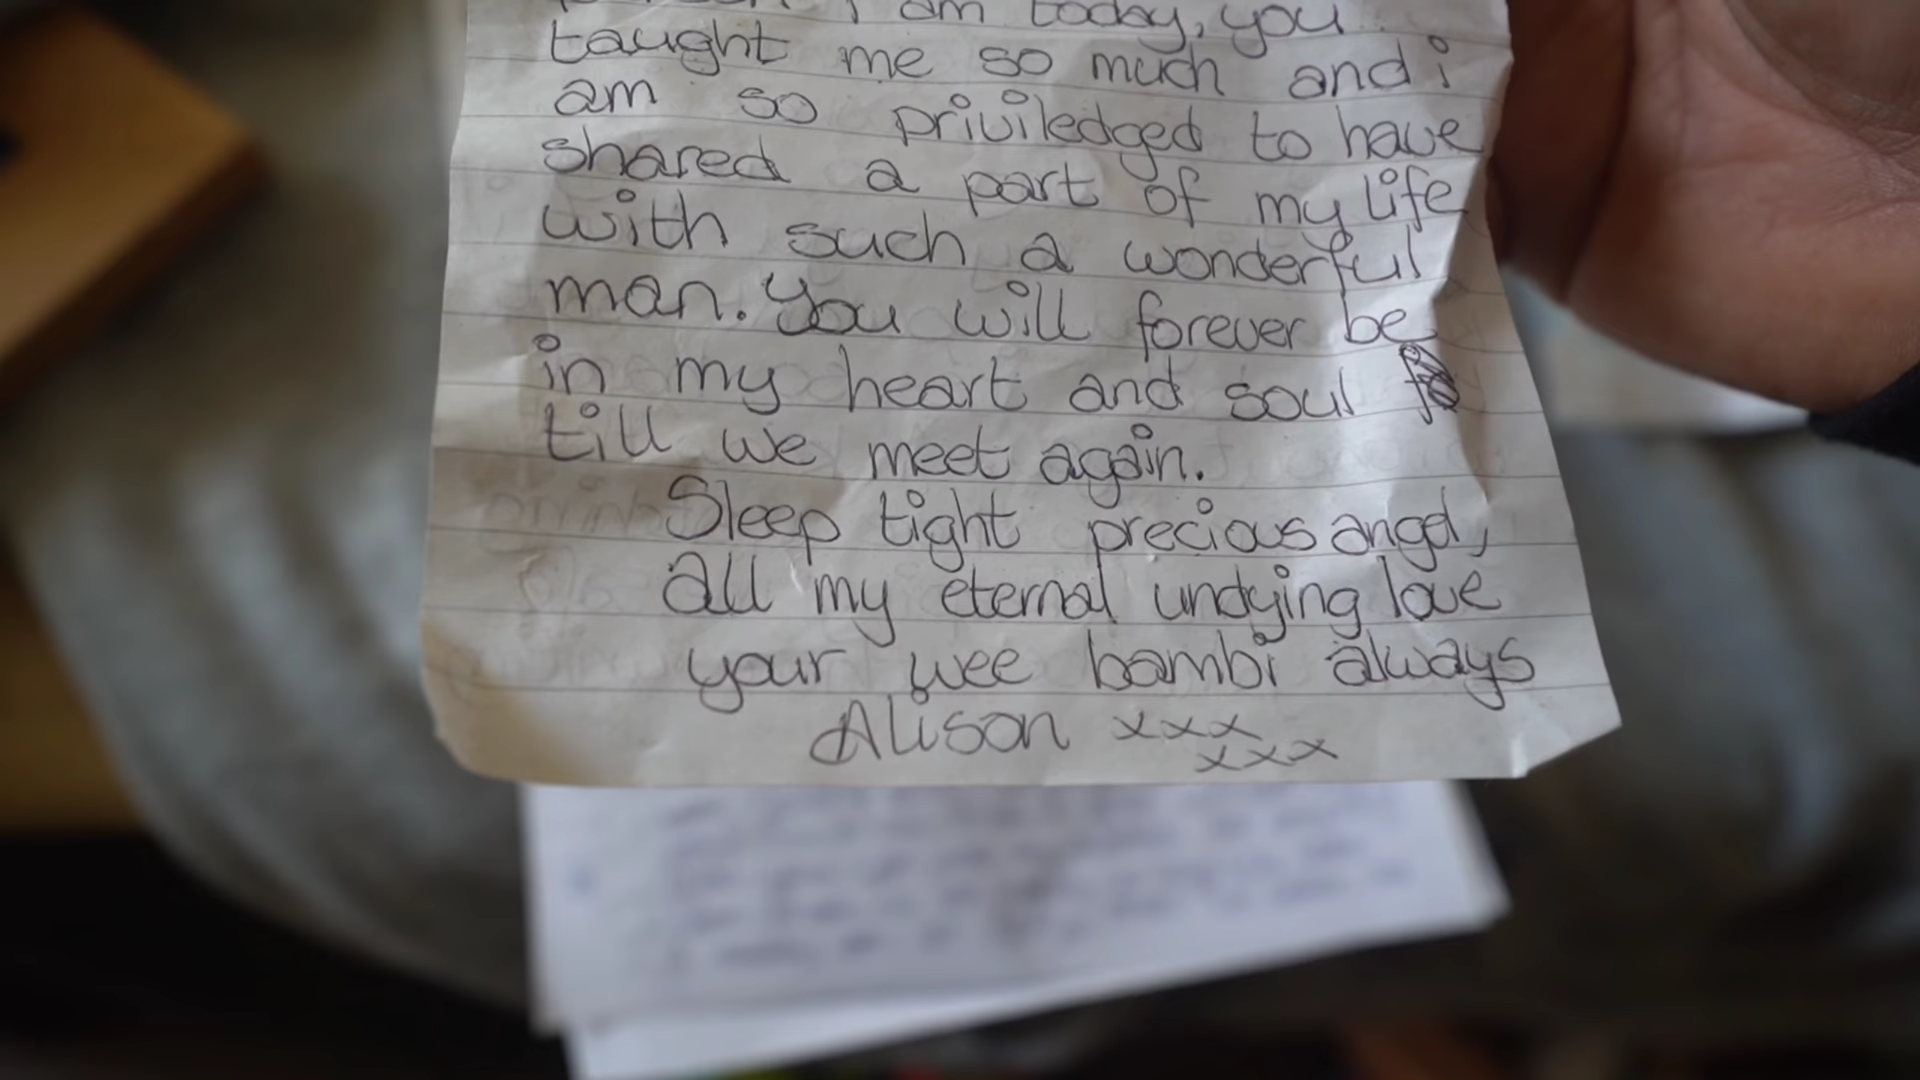 I am today, you
taught me so much and i
am so priviledged to have
shared a part of my life
with such a wonderful
man. You will forever be
in my heart and soul
till we meet again.
Sleep tight precious angel,
all my eternal undying love
your wee bambi always
Alison xxx
xxx